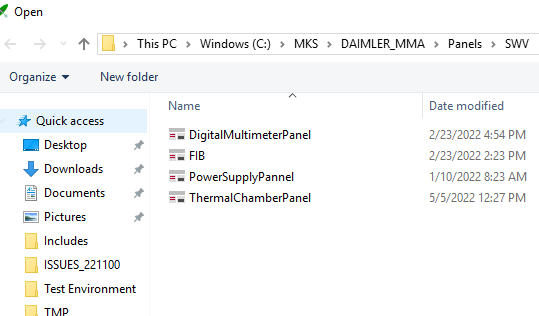 Open
This PC > Windows (C:) > MKS > DAIMLER_MMA > Panels > SWV
Organize New folder
Name Date modified
Quick access
Desktop
Downloads
Documents
Pictures
Includes
ISSUES_221100
Test Environment
TMP
DigitalMultimeterPanel 2/23/2022 4:54 PM
FIB 2/23/2022 2:23 PM
PowerSupplyPannel 1/10/2022 8:23 AM
ThermalChamberPanel 5/5/2022 12:27 PM